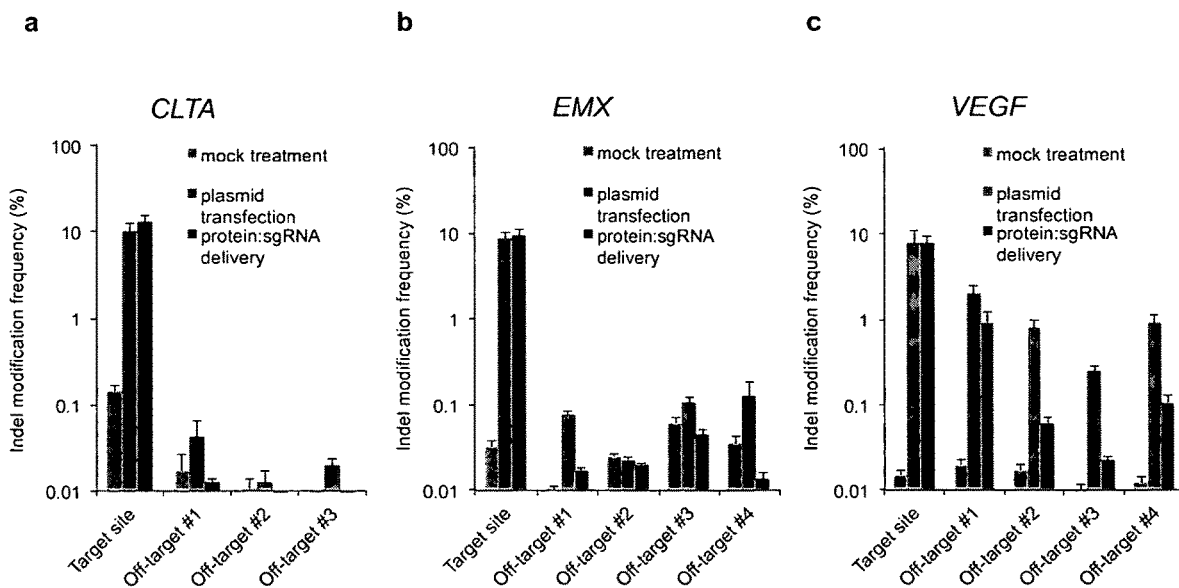 a
CLTA
Indel modification frequency (%)
100
10
1
0.1
0.01
mock treatment
plasmid
transfection
protein:sgRNA
delivery
Target site
Off-target #1
Off-target #2
Off-target #3
b
EMX
Indel modification frequency (%)
100
10
1
0.1
0.01
mock treatment
plasmid
transfection
protein:sgRNA
delivery
Target site
Off-target #1
Off-target #2
Off-target #3
Off-target #4
c
VEGF
Indel modification frequency (%)
100
10
1
0.1
0.01
mock treatment
plasmid
transfection
protein:sgRNA
delivery
Target site
Off-target #1
Off-target #2
Off-target #3
Off-target #4